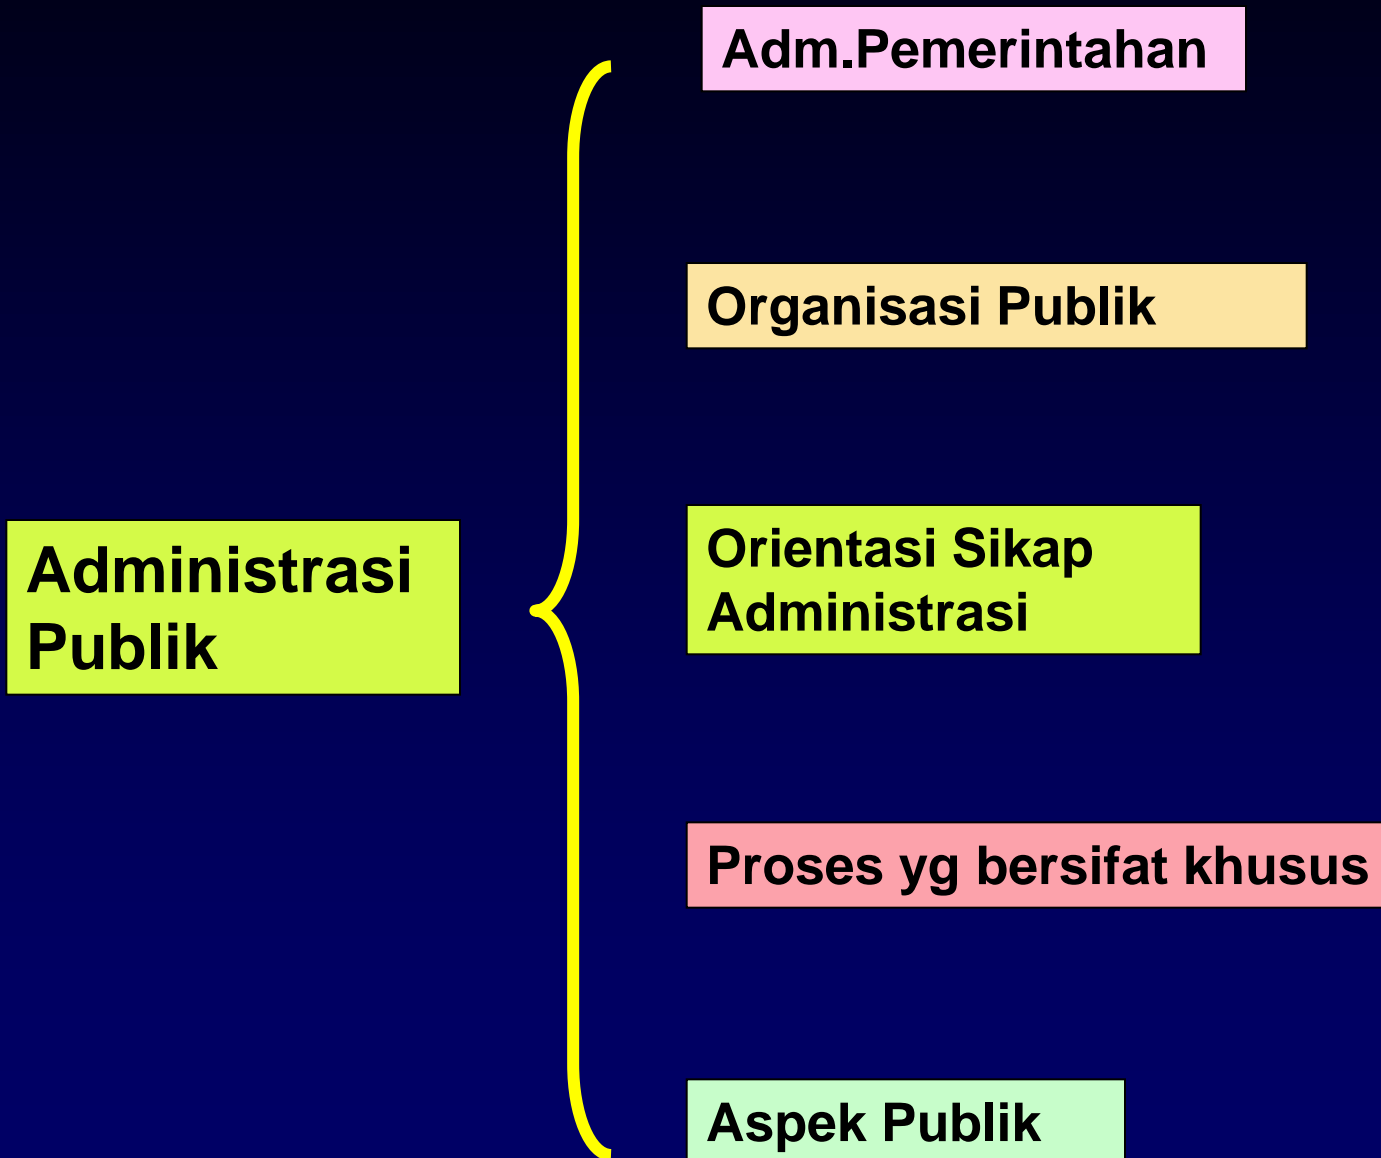 Adm.Pemerintahan
Organisasi Publik
Administrasi
Publik
Orientasi Sikap
Administrasi
Proses yg bersifat khusus
Aspek Publik